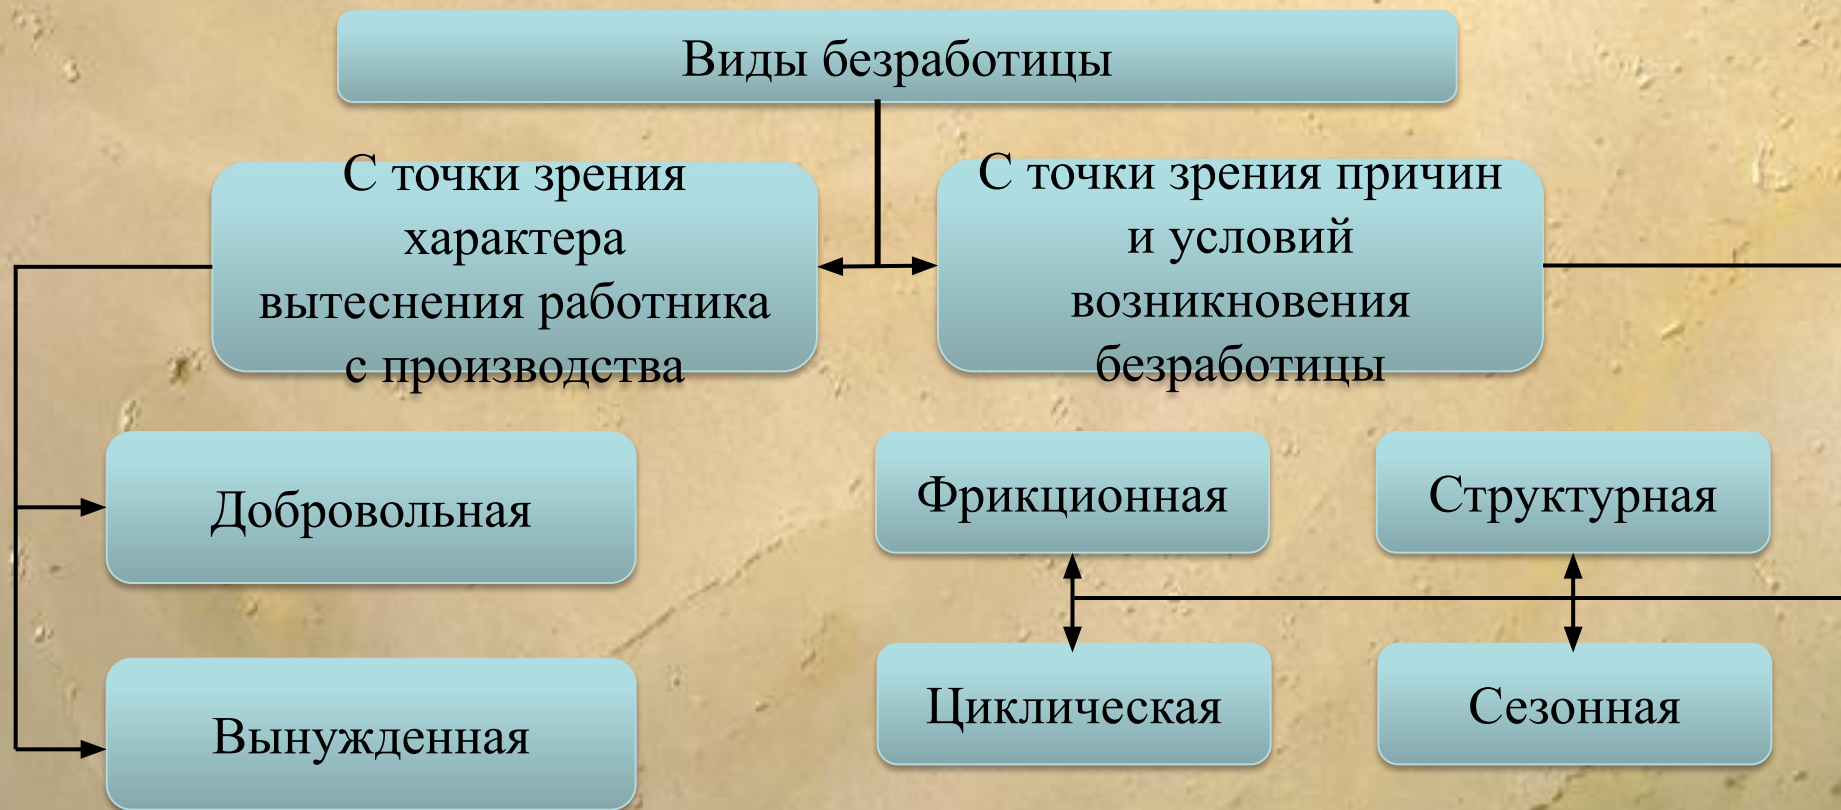 Виды безработицы
С точки зрения
характера
вытеснения работника
с производства
С точки зрения причин
и условий
возникновения
безработицы
Добровольная
Вынужденная
Фрикционная
Структурная
Циклическая
Сезонная